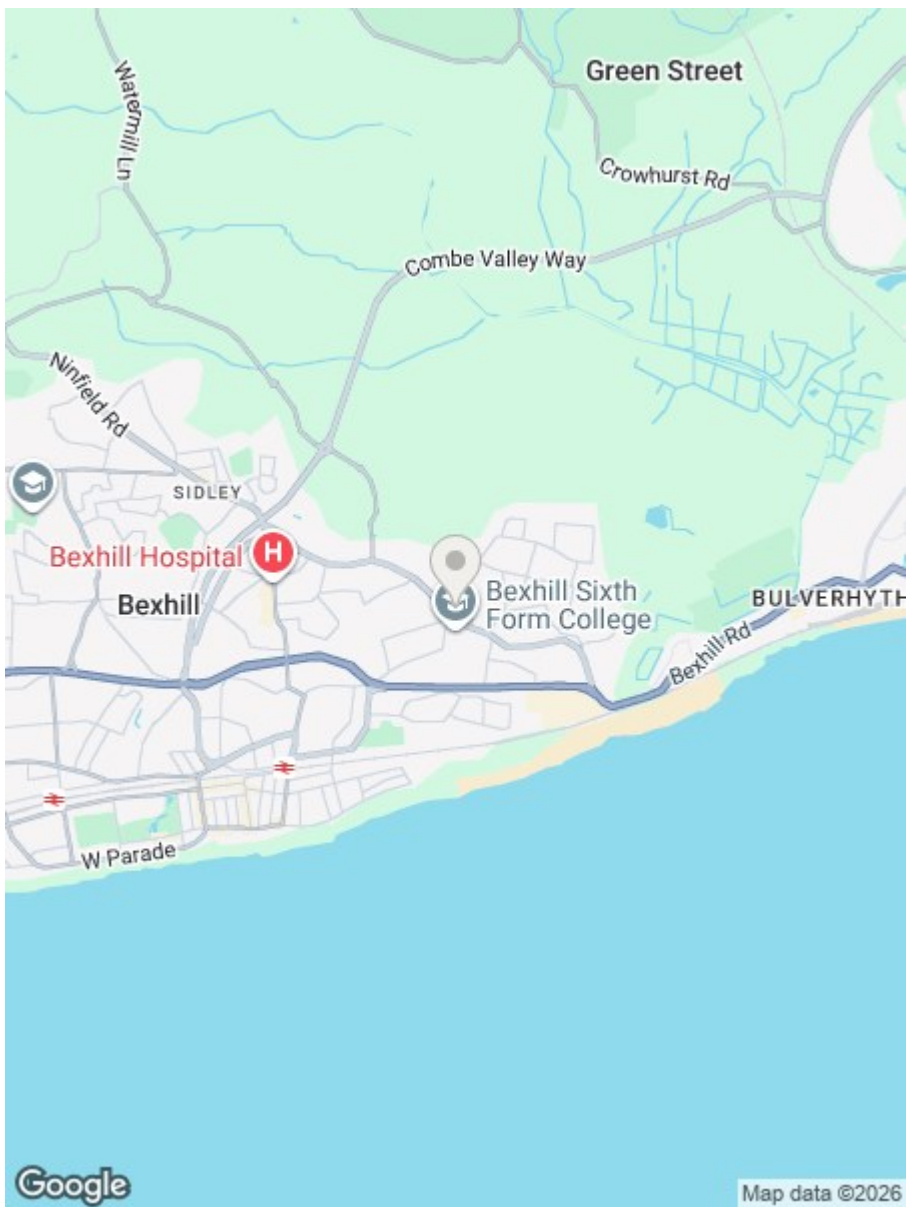 Green Street
Watermill Ln
Crowhurst Rd
Combe Valley Way
Ninfield Rd
SIDLEY
Bexhill Hospital
H
Bexhill
Bexhill Sixth
Form College
BULVERHYTH
Bexhill Rd
W Parade
Google
Map data ©2026